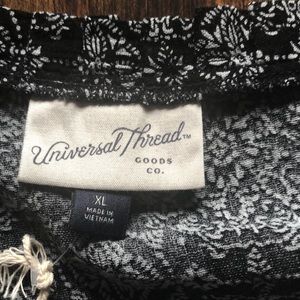 Universal Thread™
GOODS
CO.
XL
MADE IN
VIETNAM